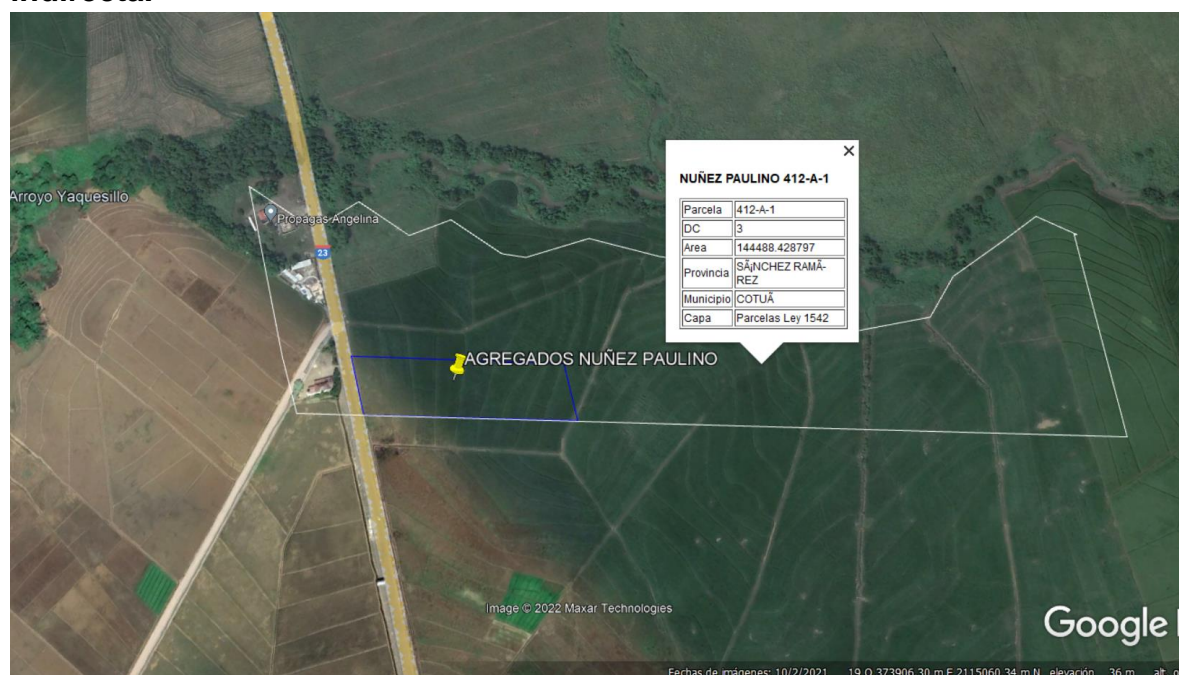 Arroyo Yaquesillo
Propagas Angelina
23
NUÑEZ PAULINO 412-A-1
Parcela 412-A-1
DC 3
Area 144488.428797
Provincia SÃ¡NCHEZ RAMÃ-
REZ
Municipio COTUÃ
Capa Parcelas Ley 1542
AGREGADOS NUÑEZ PAULINO
Image © 2022 Maxar Technologies
Google
Fechas de imágenes: 10/2/2021 19 Q 373906.30 m E 2115060.34 m N elevación 36 m alt.